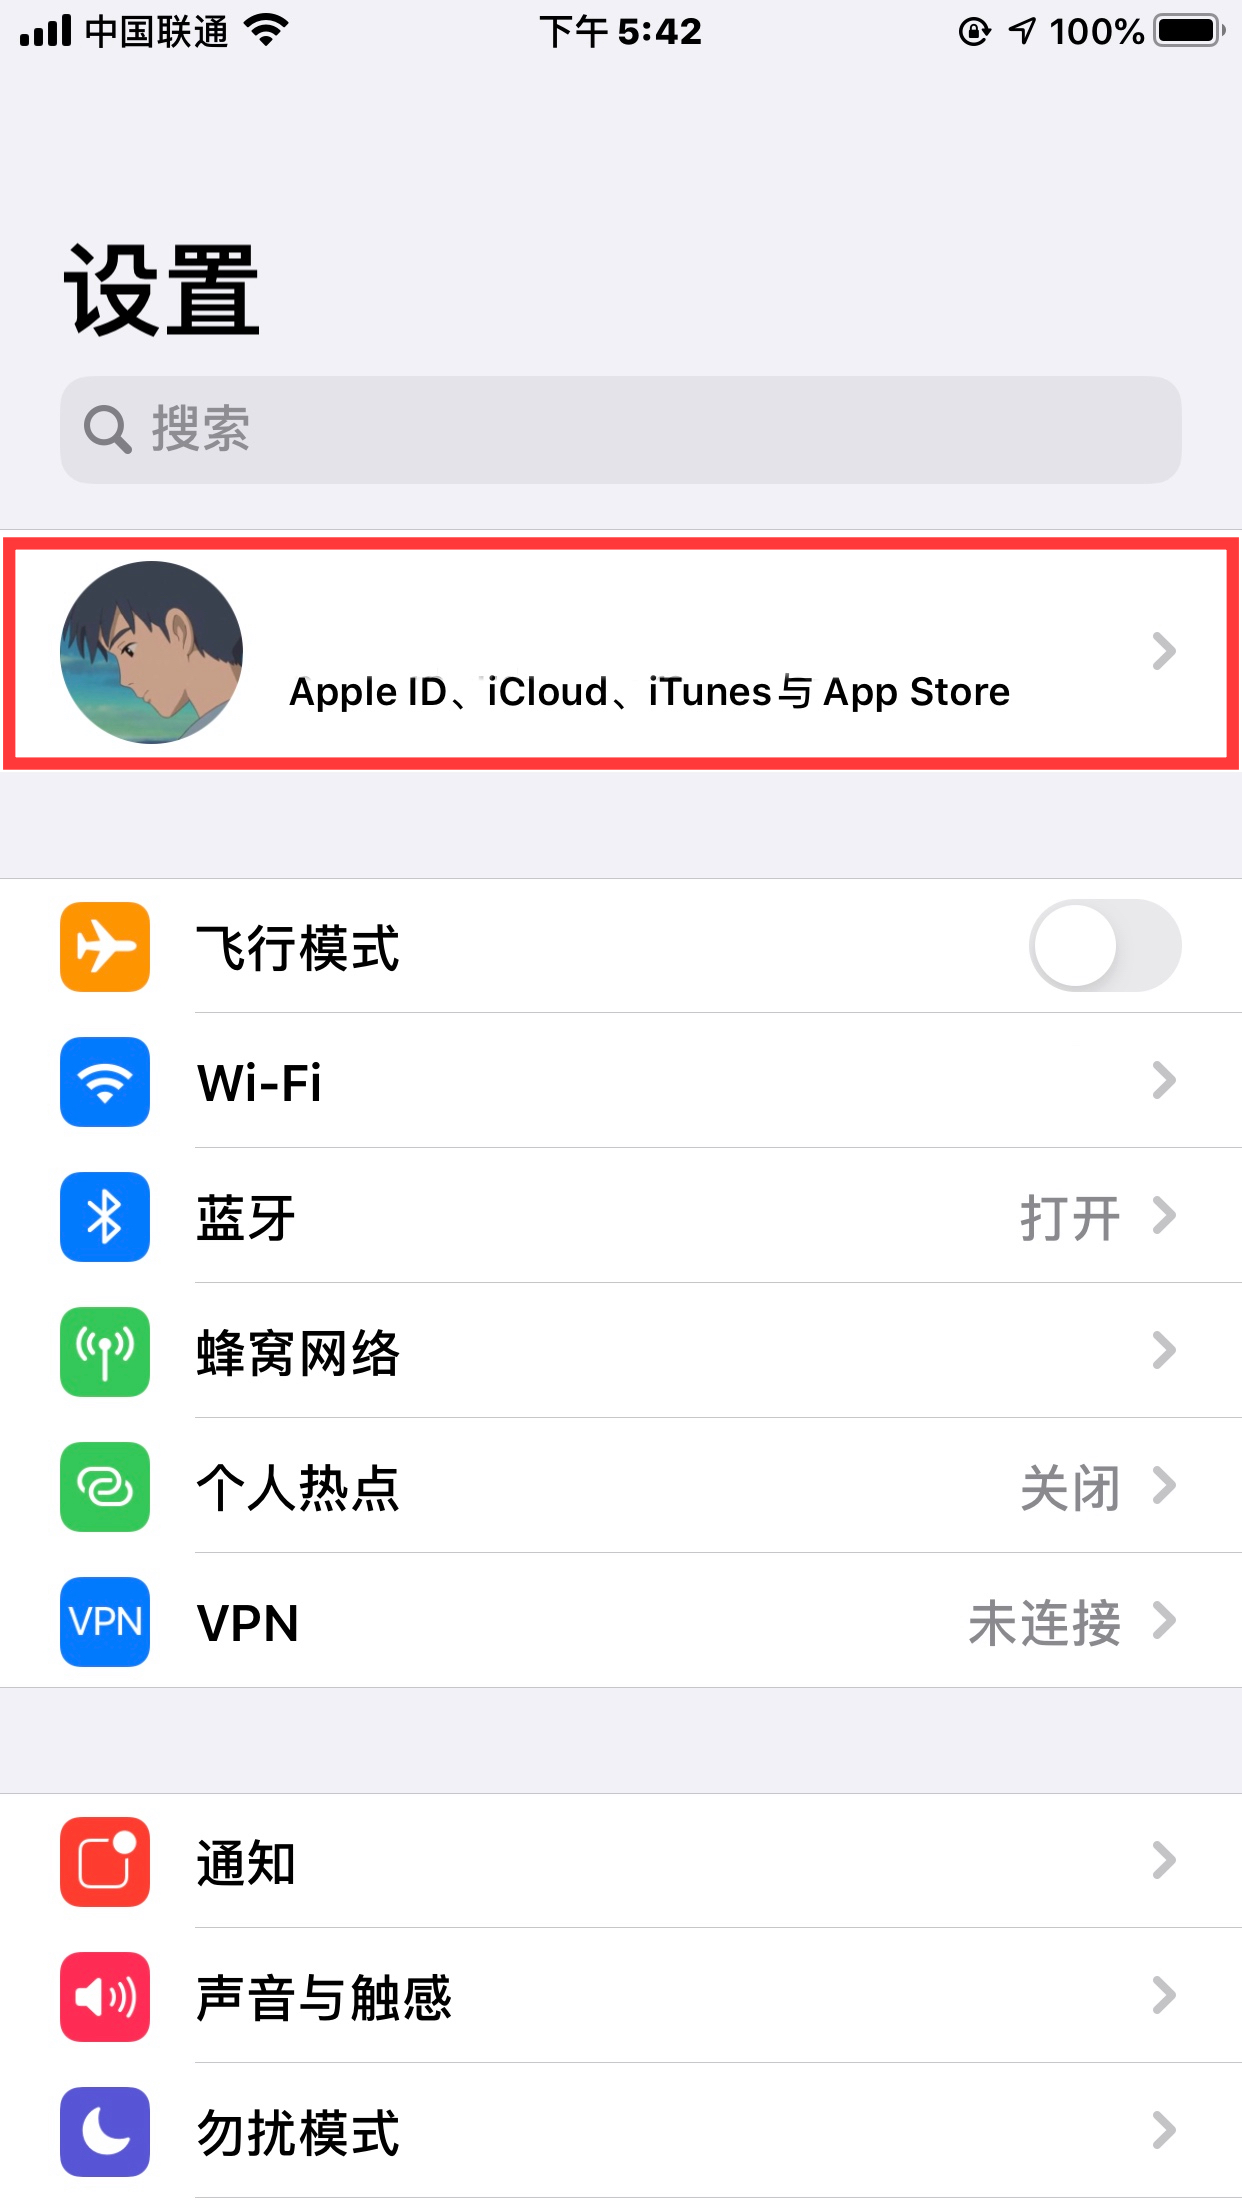 中国联通 下午 5:42 100%
设置
搜索
Apple ID、iCloud、iTunes与 App Store
飞行模式
Wi-Fi
蓝牙 打开
蜂窝网络
个人热点 关闭
VPN VPN 未连接
通知
声音与触感
勿扰模式